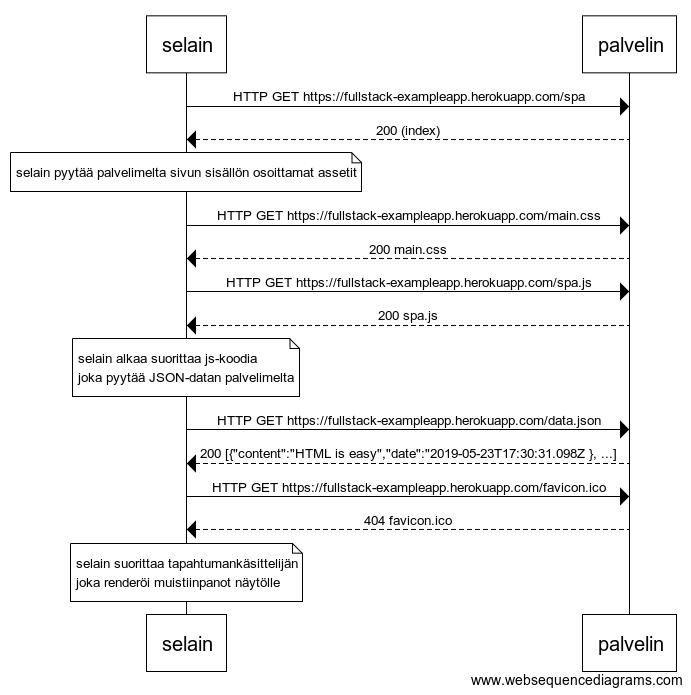 selain
palvelin
HTTP GET https://fullstack-exampleapp.herokuapp.com/spa
200 (index)
selain pyytää palvelimelta sivun sisällön osoittamat assetit
HTTP GET https://fullstack-exampleapp.herokuapp.com/main.css
200 main.css
HTTP GET https://fullstack-exampleapp.herokuapp.com/spa.js
200 spa.js
selain alkaa suorittaa js-koodia
joka pyytää JSON-datan palvelimelta
HTTP GET https://fullstack-exampleapp.herokuapp.com/data.json
200 [{"content":"HTML is easy","date":"2019-05-23T17:30:31.098Z }, ...]
HTTP GET https://fullstack-exampleapp.herokuapp.com/favicon.ico
404 favicon.ico
selain suorittaa tapahtumankäsittelijän
joka renderöi muistiinpanot näytölle
selain
palvelin
www.websequencediagrams.com